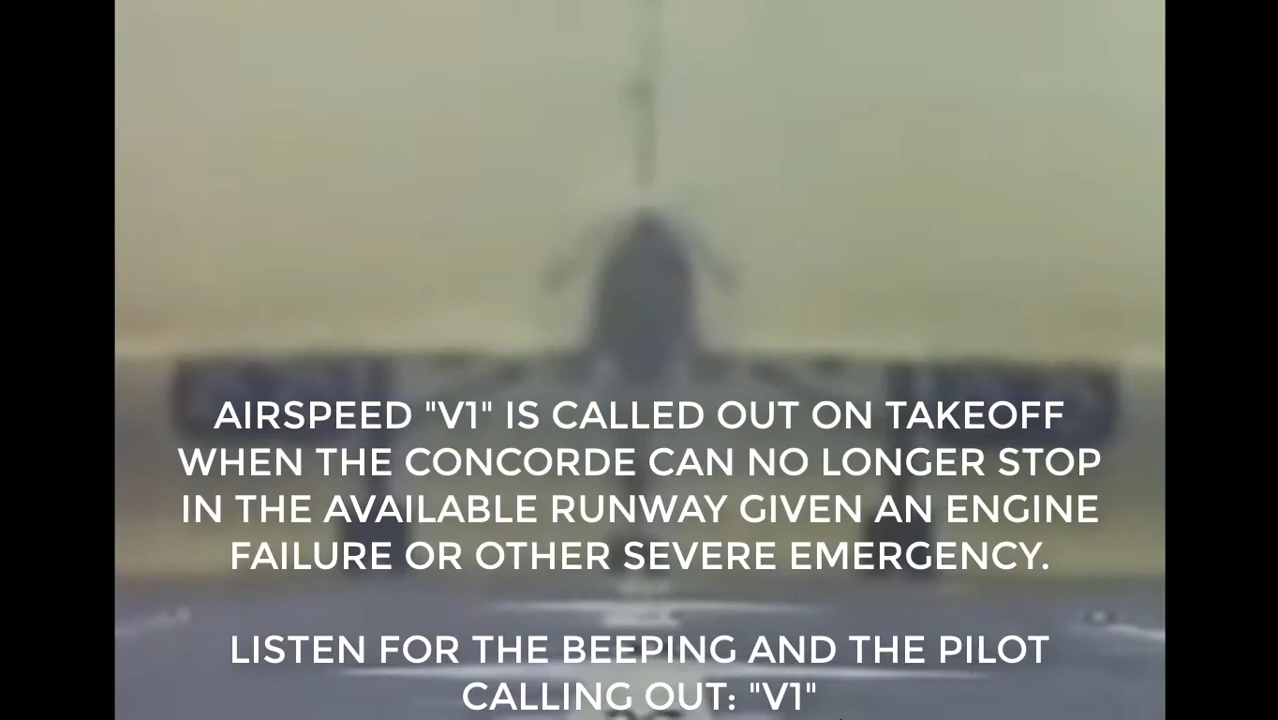 AIRSPEED "V1" IS CALLED OUT ON TAKEOFF
WHEN THE CONCORDE CAN NO LONGER STOP
IN THE AVAILABLE RUNWAY GIVEN AN ENGINE
FAILURE OR OTHER SEVERE EMERGENCY.
LISTEN FOR THE BEEPING AND THE PILOT
CALLING OUT: "V1"